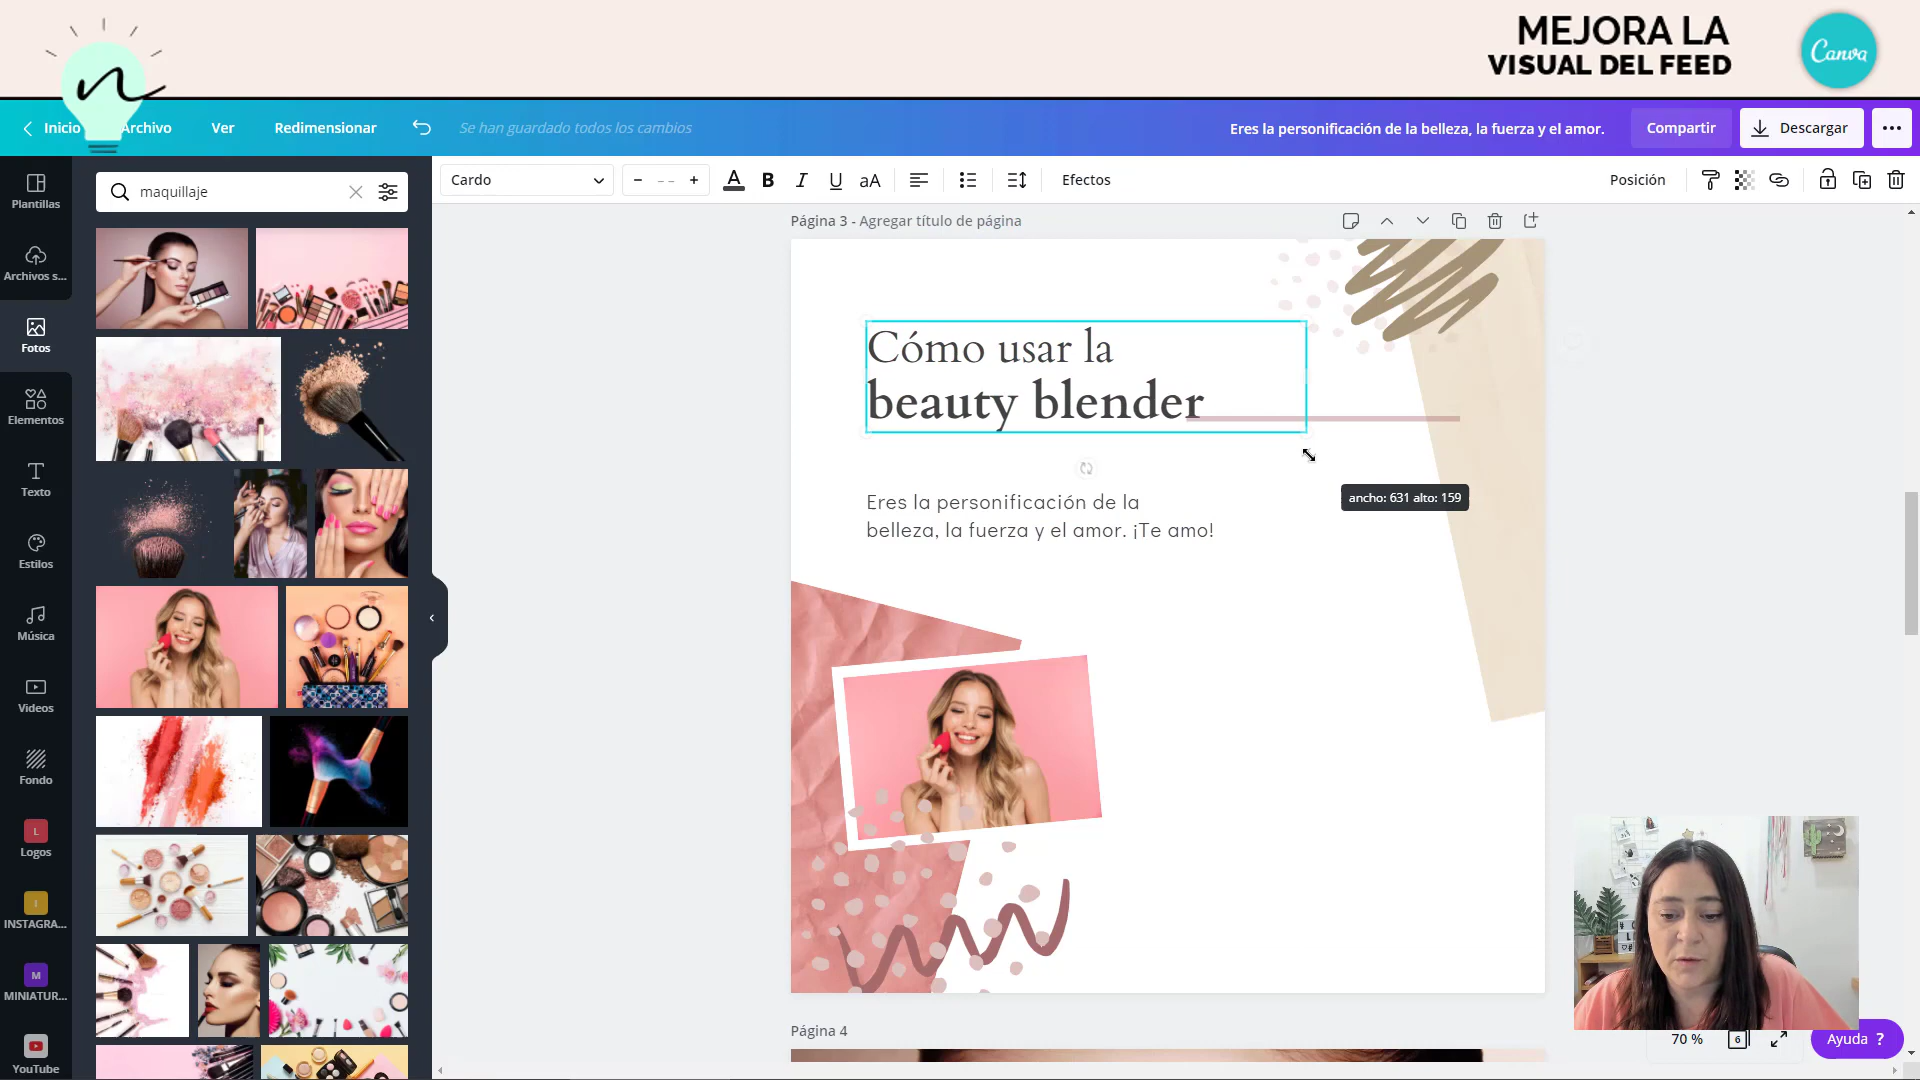 MEJORA LA
VISUAL DEL FEED
Canva
n
Inicio
Archivo
Ver
Redimensionar
Se han guardado todos los cambios
Eres la personificación de la belleza, la fuerza y el amor.
Compartir
Descargar
Plantillas
Archivos s...
Fotos
Elementos
Texto
Estilos
Música
Videos
Fondo
L
Logos
I
INSTAGRA...
M
MINIATUR...
YouTube
maquillaje
Cardo
– -- +
A B I U aA
Efectos
Posición
Página 3 - Agregar título de página
Cómo usar la
beauty blender
ancho: 631 alto: 159
Eres la personificación de la
belleza, la fuerza y el amor. ¡Te amo!
Página 4
70 %
6
Ayuda ?